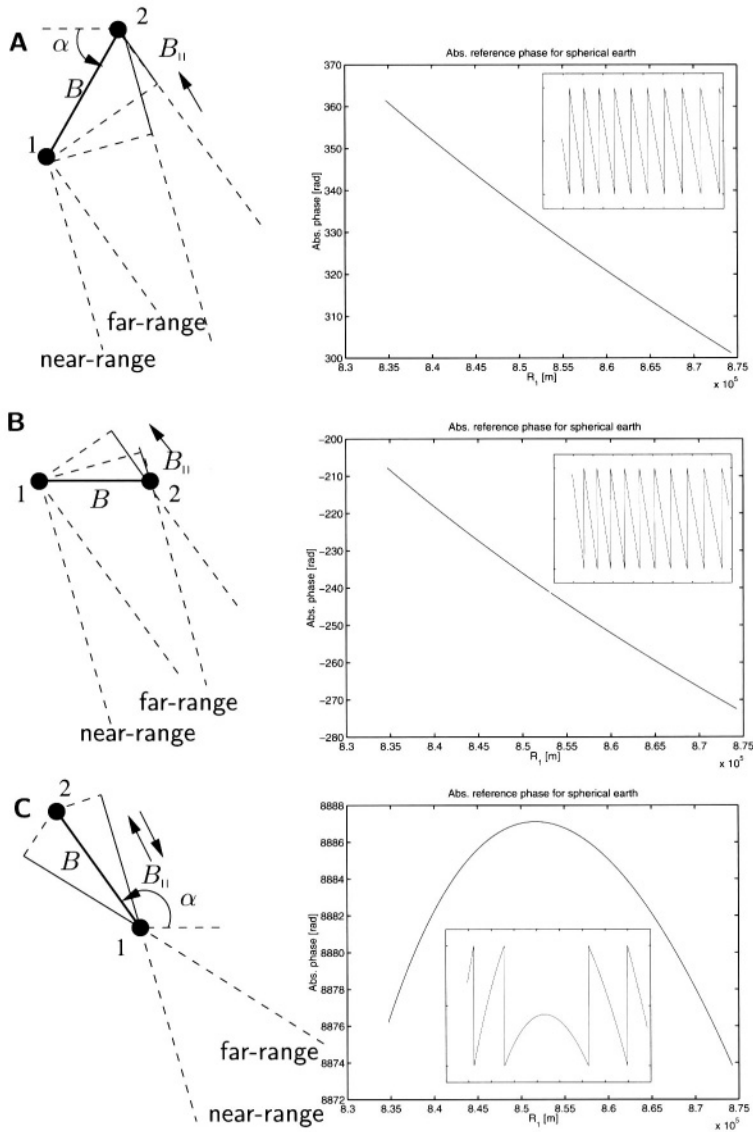 A
2
α
B
B_{||}
1
far-range
near-range
Abs. reference phase for spherical earth
Abs. phase [rad]
370
360
350
340
330
320
310
300
8.3 8.35 8.4 8.45 8.5 8.55 8.6 8.65 8.7 8.75
R_1 [m]
x 10^5
B
1
B
B_{||}
2
far-range
near-range
Abs. reference phase for spherical earth
Abs. phase [rad]
-200
-210
-220
-230
-240
-250
-260
-270
-280
8.3 8.35 8.4 8.45 8.5 8.55 8.6 8.65 8.7 8.75
R_1 [m]
x 10^5
C
2
B
B_{||}
α
1
far-range
near-range
Abs. reference phase for spherical earth
Abs. phase [rad]
8888
8886
8884
8882
8880
8878
8876
8874
8872
8.3 8.35 8.4 8.45 8.5 8.55 8.6 8.65 8.7 8.75
R_1 [m]
x 10^5